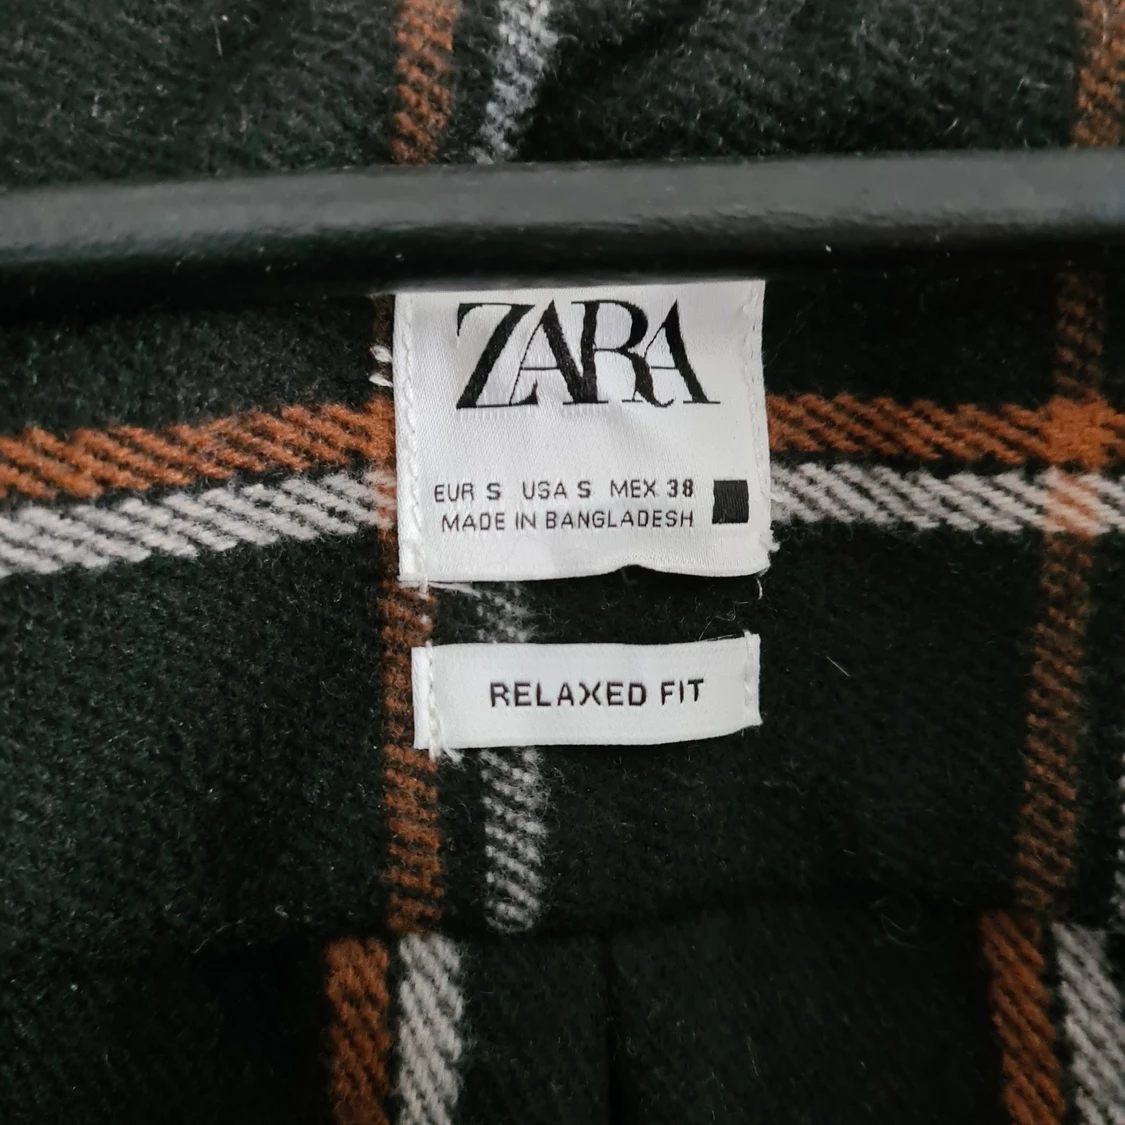 ZARA
EUR S USA S MEX 38
MADE IN BANGLADESH
RELAXED FIT